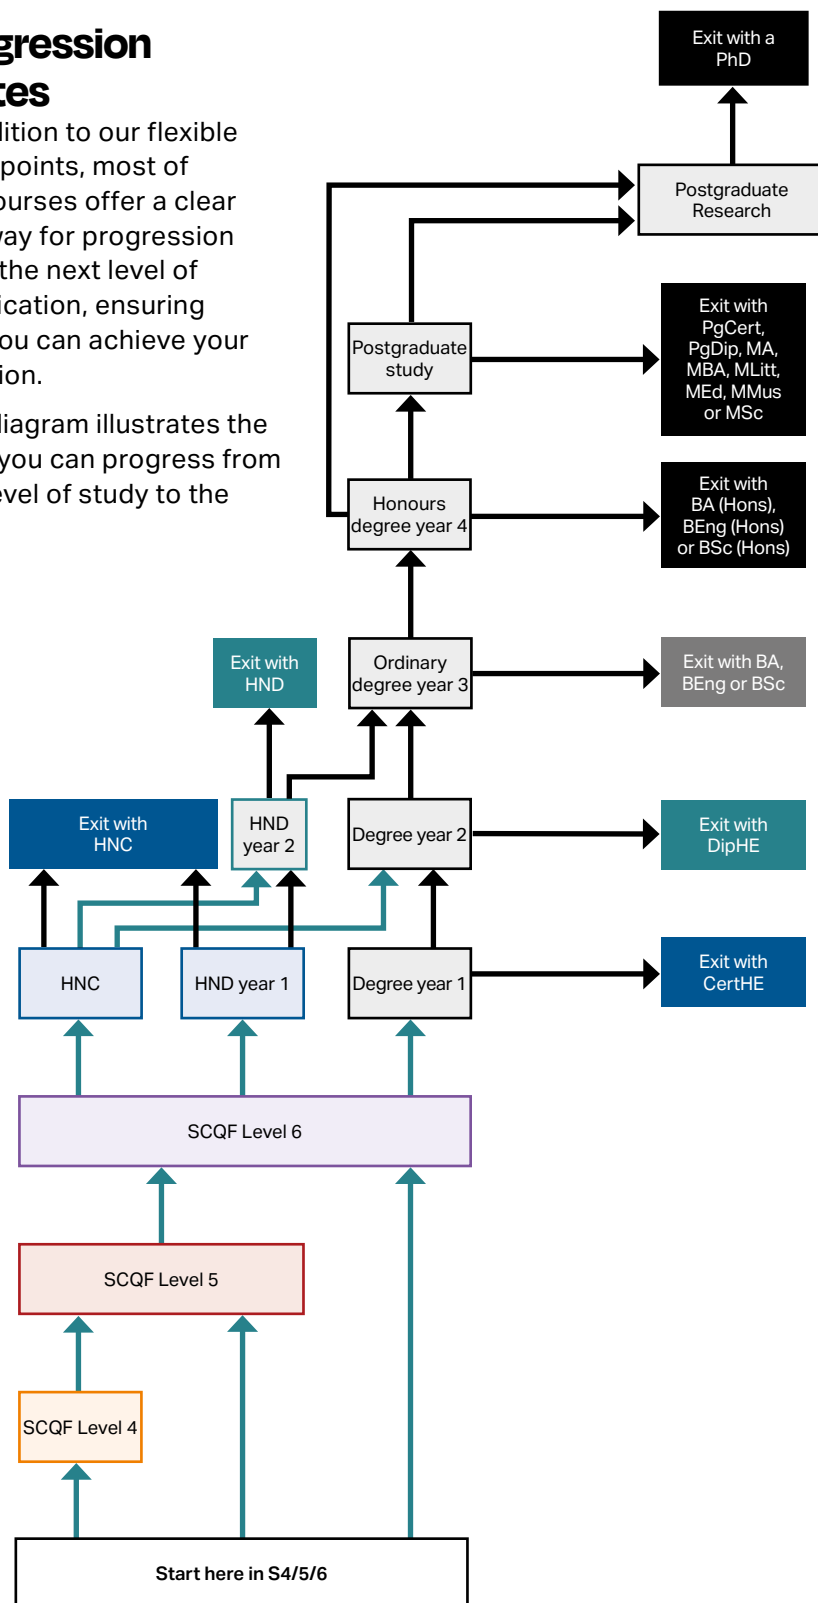 gression
tes
lition to our flexible
points, most of
ourses offer a clear
way for progression
the next level of
ication, ensuring
ou can achieve your
ion.
liagram illustrates the
you can progress from
evel of study to the
Exit with a
PhD
Postgraduate
Research
Exit with
PgCert,
PgDip, MA,
MBA, MLitt,
MEd, MMus
or MSc
Postgraduate
study
Honours
degree year 4
Exit with
BA (Hons),
BEng (Hons)
or BSc (Hons)
Exit with
HND
Ordinary
degree year 3
Exit with BA,
BEng or BSc
Exit with
HNC
HND
year 2
Degree year 2
Exit with
DipHE
HNC
HND year 1
Degree year 1
Exit with
CertHE
SCQF Level 6
SCQF Level 5
SCQF Level 4
Start here in S4/5/6